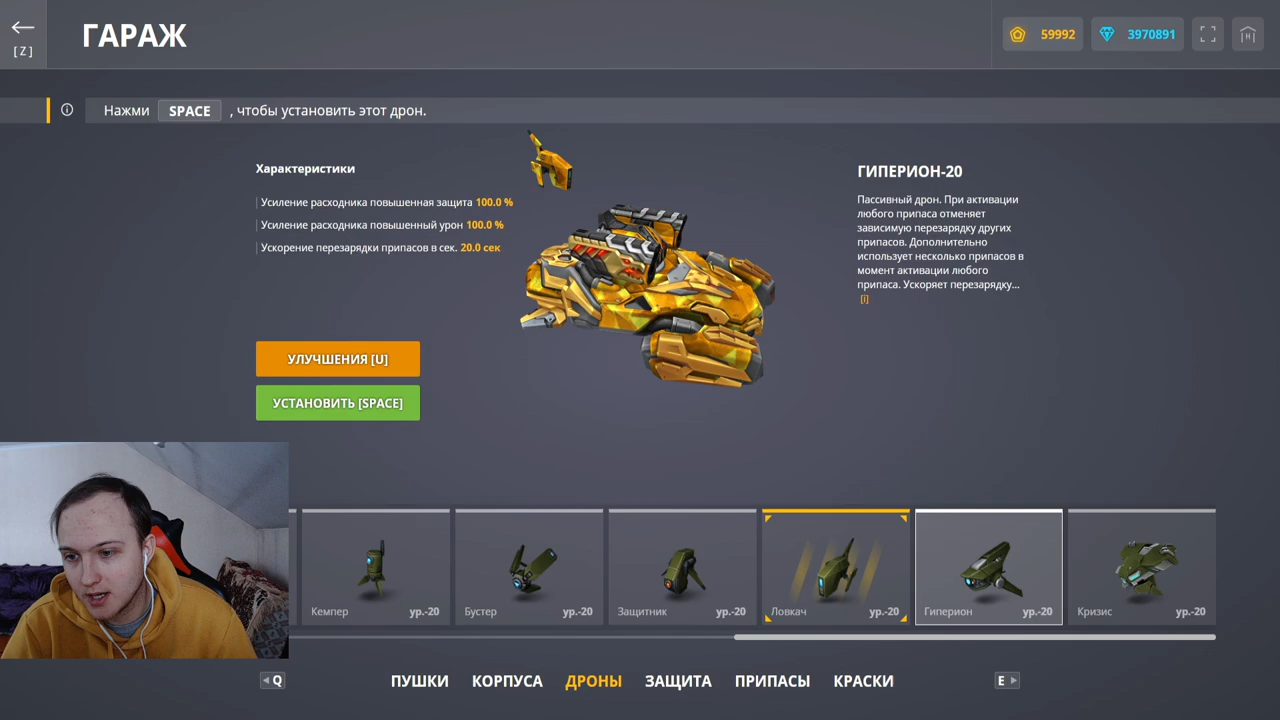 [Z]
ГАРАЖ
59992
3970891
[H]
Нажми SPACE , чтобы установить этот дрон.
Характеристики
Усиление расходника повышенная защита 100.0 %
Усиление расходника повышенный урон 100.0 %
Ускорение перезарядки припасов в сек. 20.0 сек
ГИПЕРИОН-20
Пассивный дрон. При активации
любого припаса отменяет
зависимую перезарядку других
припасов. Дополнительно
использует несколько припасов в
момент активации любого
припаса. Ускоряет перезарядку...
[i]
УЛУЧШЕНИЯ [U]
УСТАНОВИТЬ [SPACE]
Кемпер ур.-20
Бустер ур.-20
Защитник ур.-20
Ловкач ур.-20
Гиперион ур.-20
Кризис ур.-20
Q ПУШКИ КОРПУСА ДРОНЫ ЗАЩИТА ПРИПАСЫ КРАСКИ E